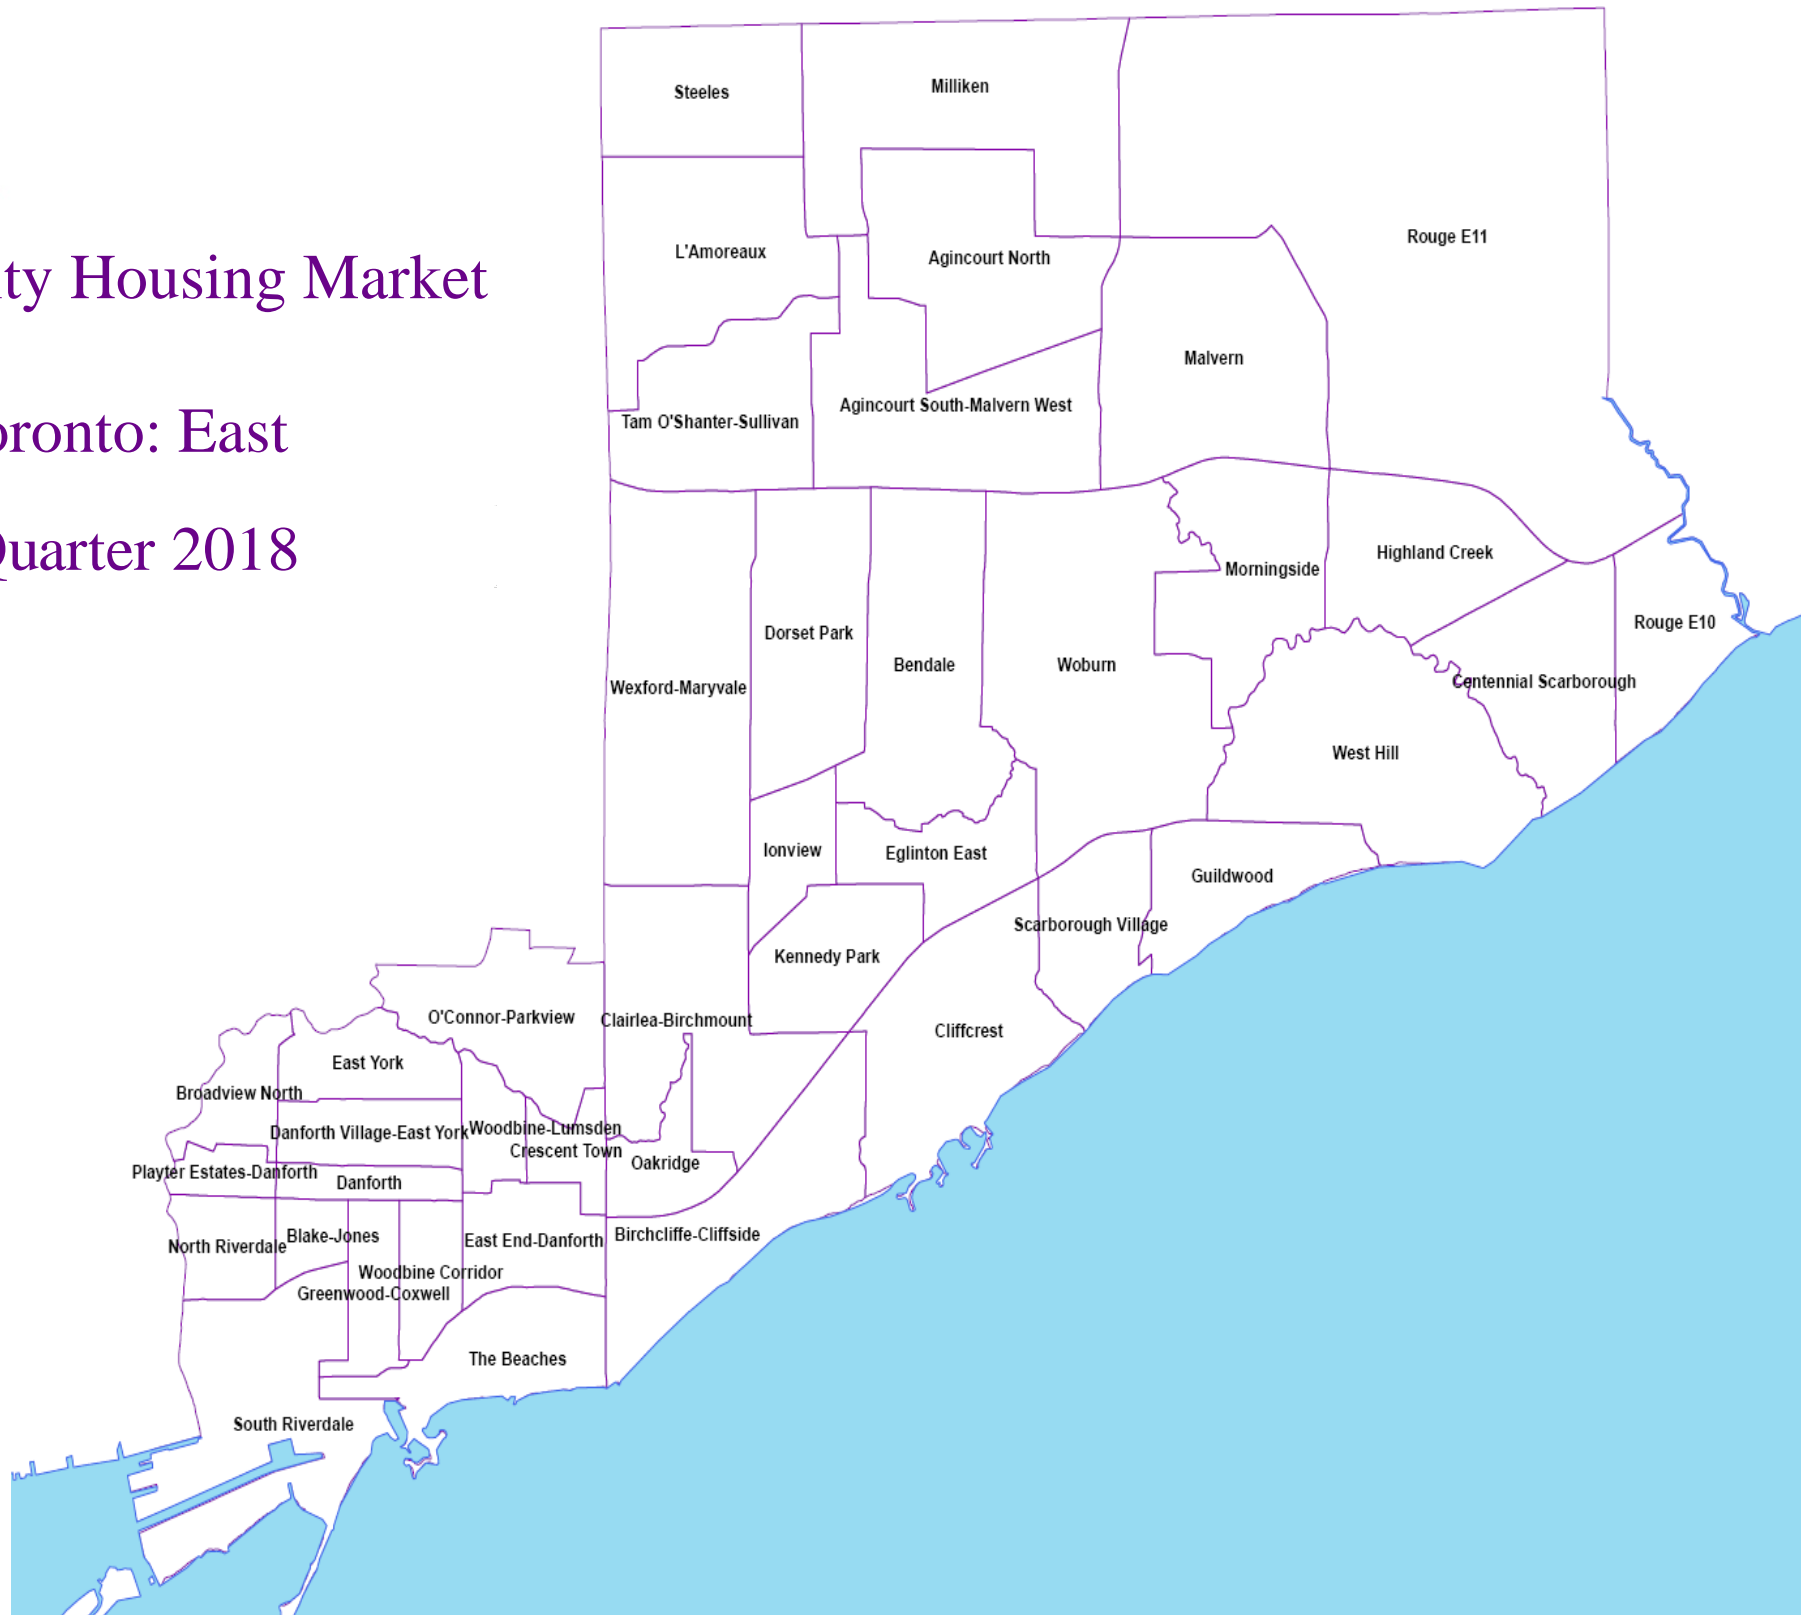 ty Housing Market
oronto: East
Quarter 2018
Steeles
Milliken
L'Amoreaux
Agincourt North
Rouge E11
Malvern
Tam O'Shanter-Sullivan
Agincourt South-Malvern West
Morningside
Highland Creek
Dorset Park
Bendale
Woburn
Rouge E10
Wexford-Maryvale
Centennial Scarborough
West Hill
Ionview
Eglinton East
Guildwood
Scarborough Village
Kennedy Park
O'Connor-Parkview
Clairlea-Birchmount
Cliffcrest
East York
Broadview North
Danforth Village-East York
Woodbine-Lumsden
Crescent Town
Oakridge
Playter Estates-Danforth
Danforth
North Riverdale
Blake-Jones
East End-Danforth
Birchcliffe-Cliffside
Woodbine Corridor
Greenwood-Coxwell
The Beaches
South Riverdale